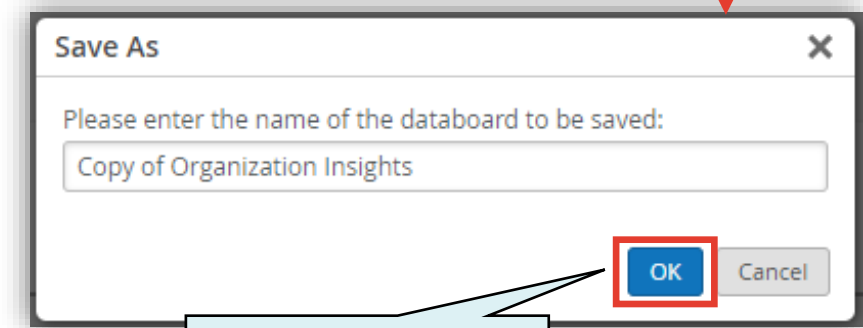 Save As
Please enter the name of the databoard to be saved:
Copy of Organization Insights
OK Cancel